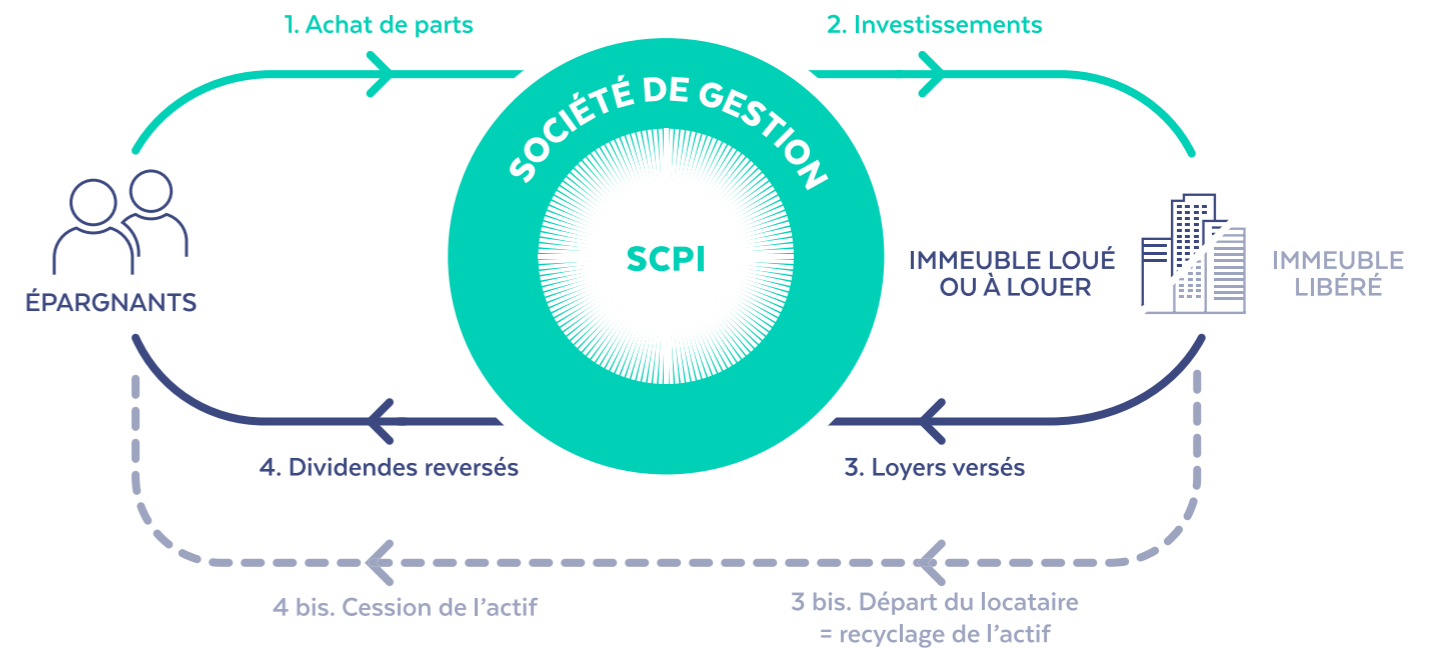 1. Achat de parts
2. Investissements
SOCIÉTÉ DE GESTION
SCPI
ÉPARGNANTS
IMMEUBLE LOUÉ
OU À LOUER
IMMEUBLE
LIBÉRÉ
4. Dividendes reversés
3. Loyers versés
4 bis. Cession de l’actif
3 bis. Départ du locataire
= recyclage de l’actif